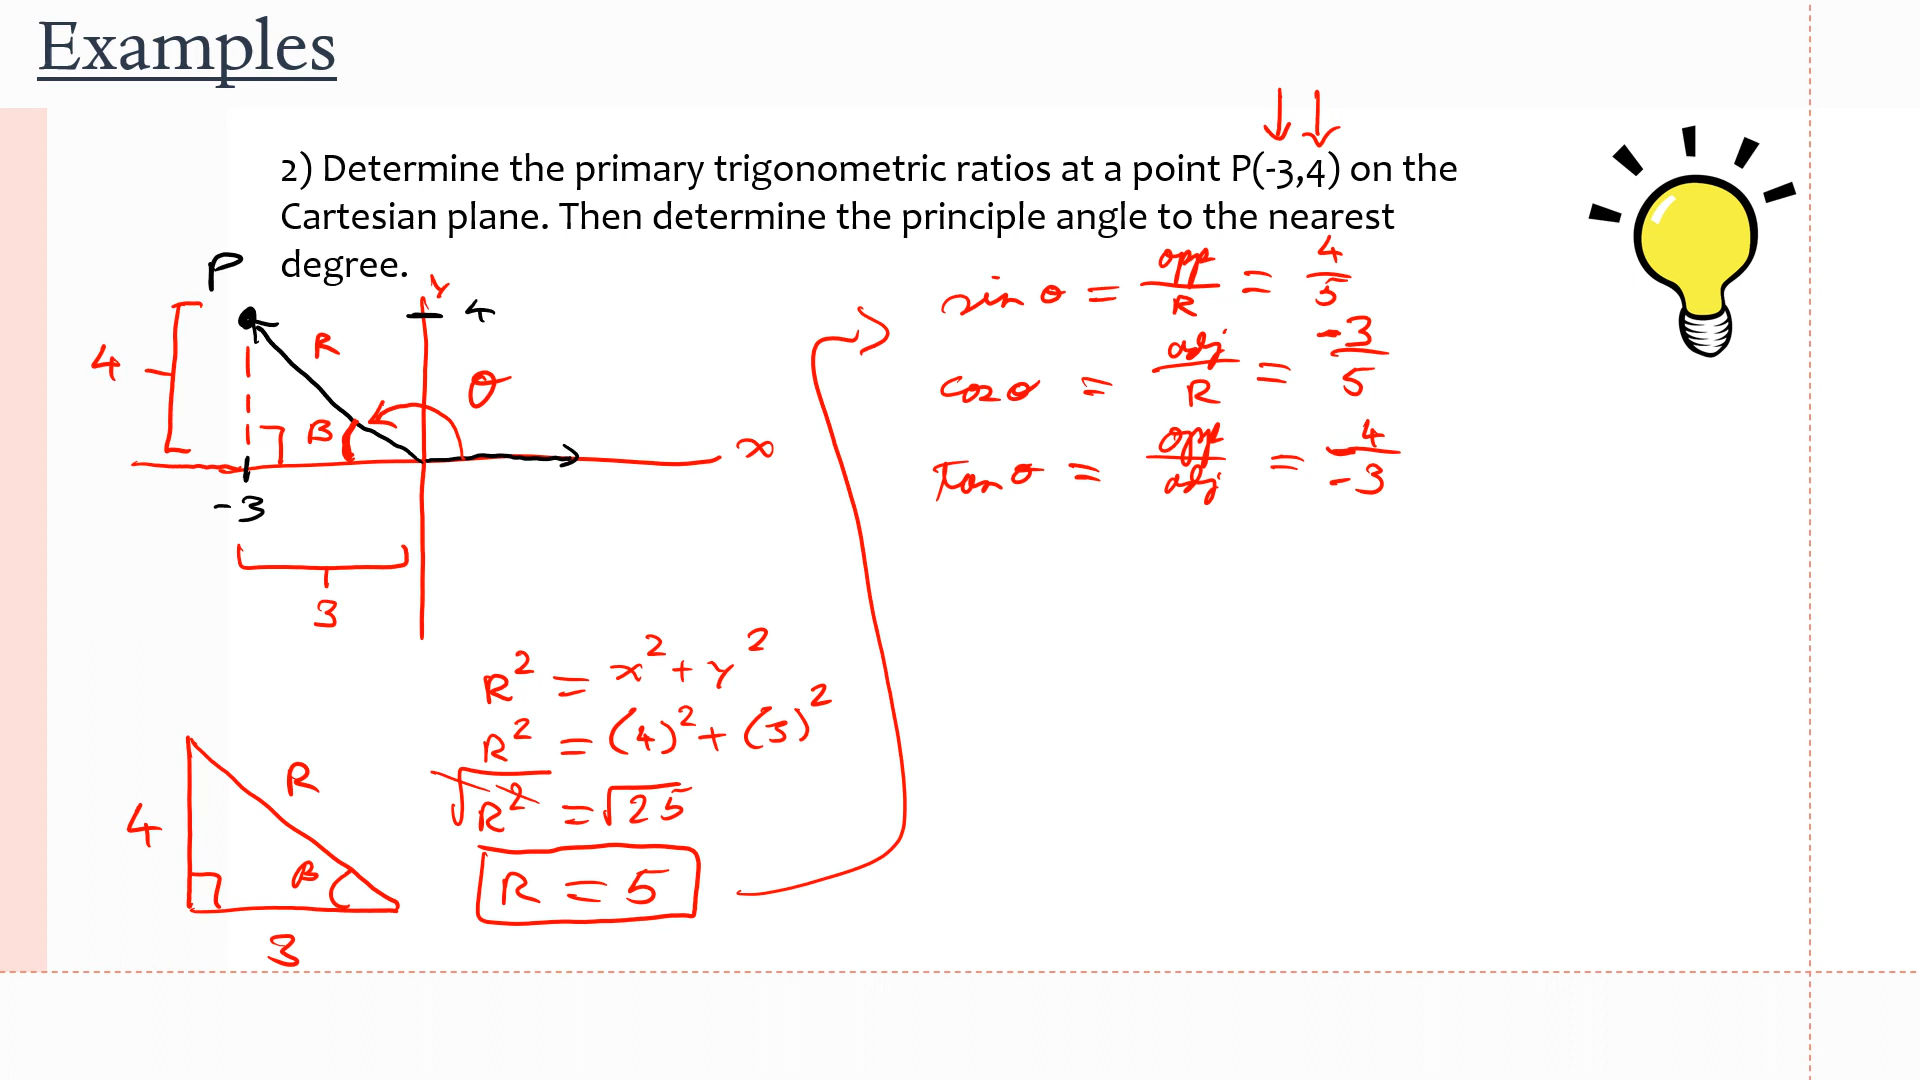 Examples
2) Determine the primary trigonometric ratios at a point P(-3,4) on the
Cartesian plane. Then determine the principle angle to the nearest
degree.
P
Y
4
R
4
θ
B
x
-3
3
sin θ = opp/R = 4/5
cos θ = adj/R = -3/5
Tan θ = opp/adj = 4/-3
R² = x² + Y²
R² = (4)² + (3)²
√R² = √25
R = 5
R
4
B
3